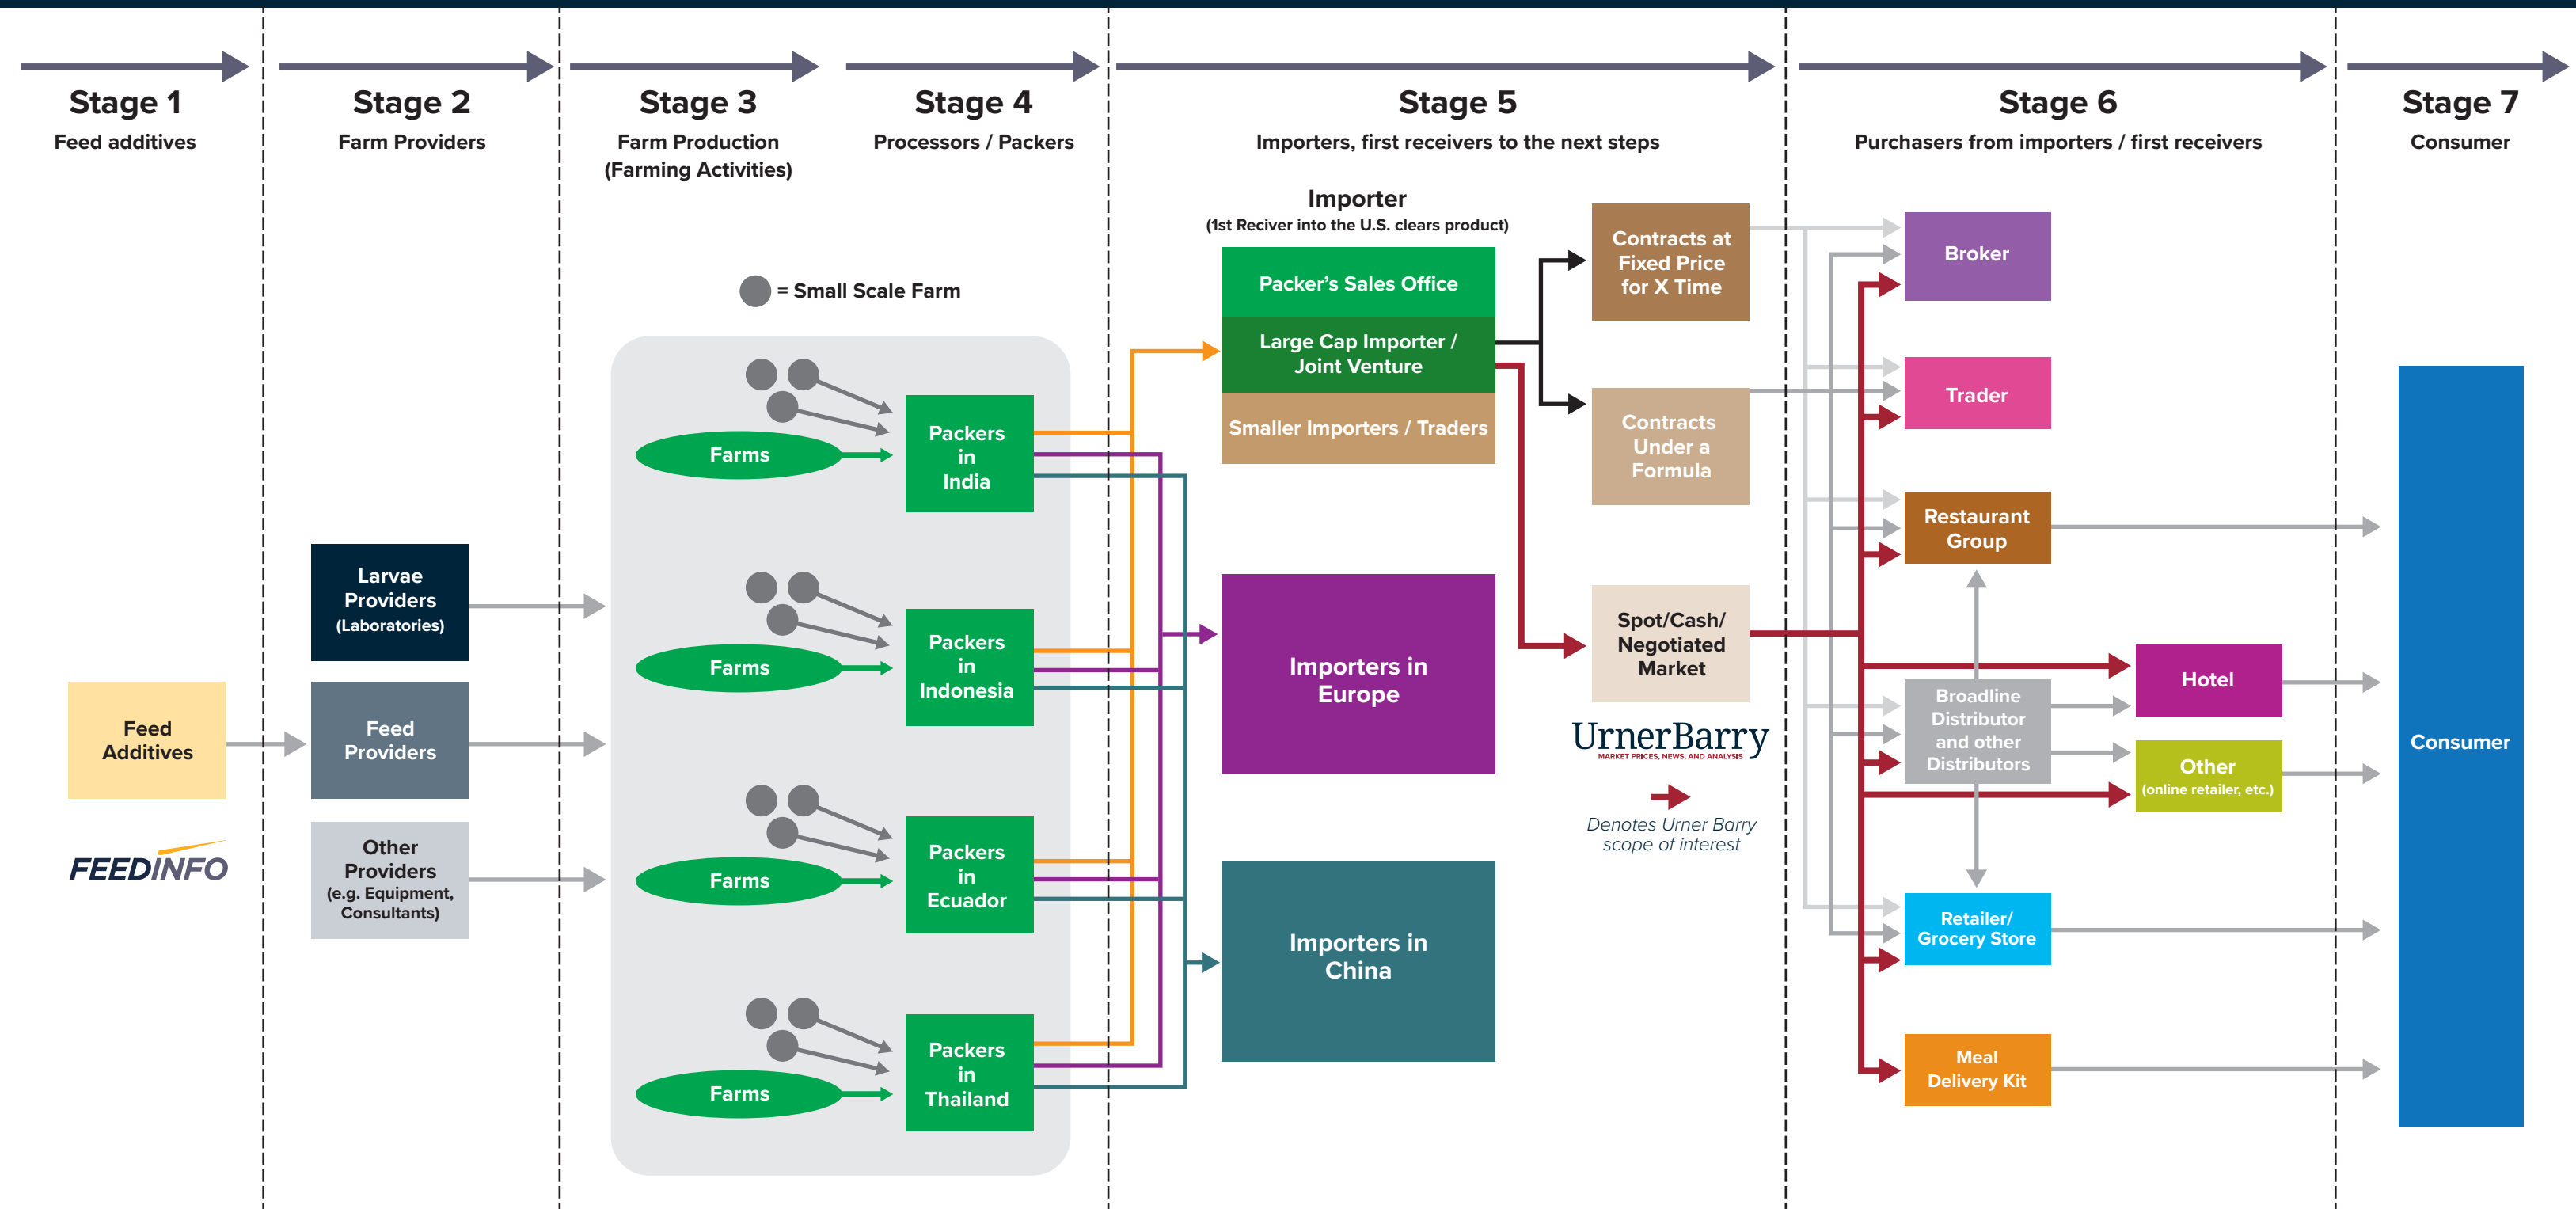 Stage 1
Feed additives
Stage 2
Farm Providers
Stage 3
Farm Production
(Farming Activities)
Stage 4
Processors / Packers
Stage 5
Importers, first receivers to the next steps
Stage 6
Purchasers from importers / first receivers
Stage 7
Consumer
Feed
Additives
FEEDINFO
Larvae
Providers
(Laboratories)
Feed
Providers
Other
Providers
(e.g. Equipment,
Consultants)
= Small Scale Farm
Farms
Packers
in
India
Farms
Packers
in
Indonesia
Farms
Packers
in
Ecuador
Farms
Packers
in
Thailand
Importer
(1st Reciver into the U.S. clears product)
Packer's Sales Office
Large Cap Importer /
Joint Venture
Smaller Importers / Traders
Importers in
Europe
Importers in
China
Contracts at
Fixed Price
for X Time
Contracts
Under a
Formula
Spot/Cash/
Negotiated
Market
UrnerBarry
MARKET PRICES, NEWS, AND ANALYSIS
Denotes Urner Barry
scope of interest
Broker
Trader
Restaurant
Group
Broadline
Distributor
and other
Distributors
Hotel
Other
(online retailer, etc.)
Retailer/
Grocery Store
Meal
Delivery Kit
Consumer